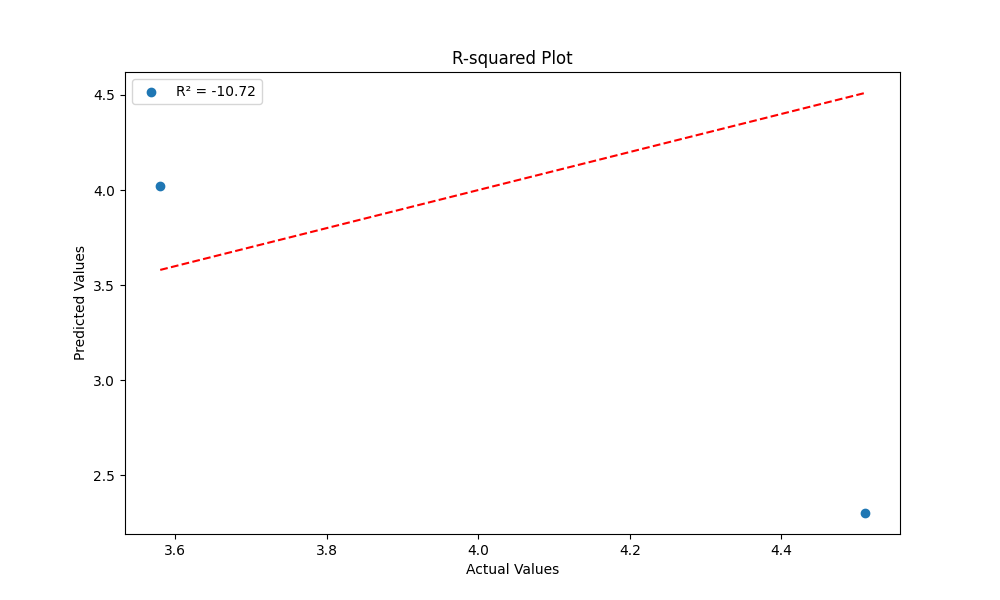 R-squared Plot
R² = -10.72
4.5
4.0
3.5
3.0
2.5
Predicted Values
3.6
3.8
4.0
4.2
4.4
Actual Values